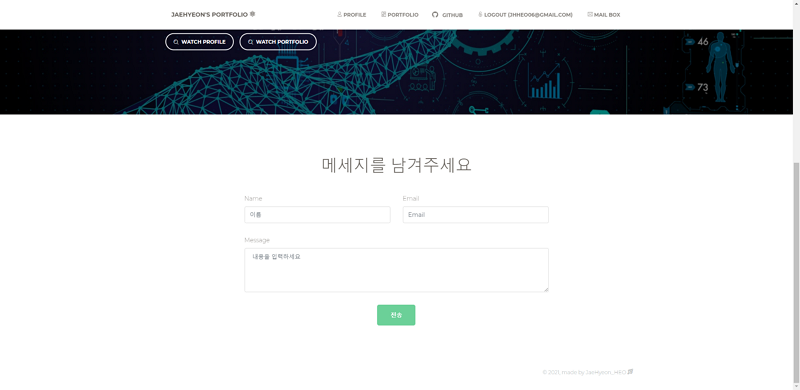 JAEHYEON'S PORTFOLIO
PROFILE
PORTFOLIO
GITHUB
LOGOUT (JHHEO06@GMAIL.COM)
MAIL BOX
WATCH PROFILE
WATCH PORTFOLIO
46
73
메세지를 남겨주세요
Name
Email
이름
Email
Message
내용을 입력하세요
전송
© 2021, made by JaeHyeon, HEO